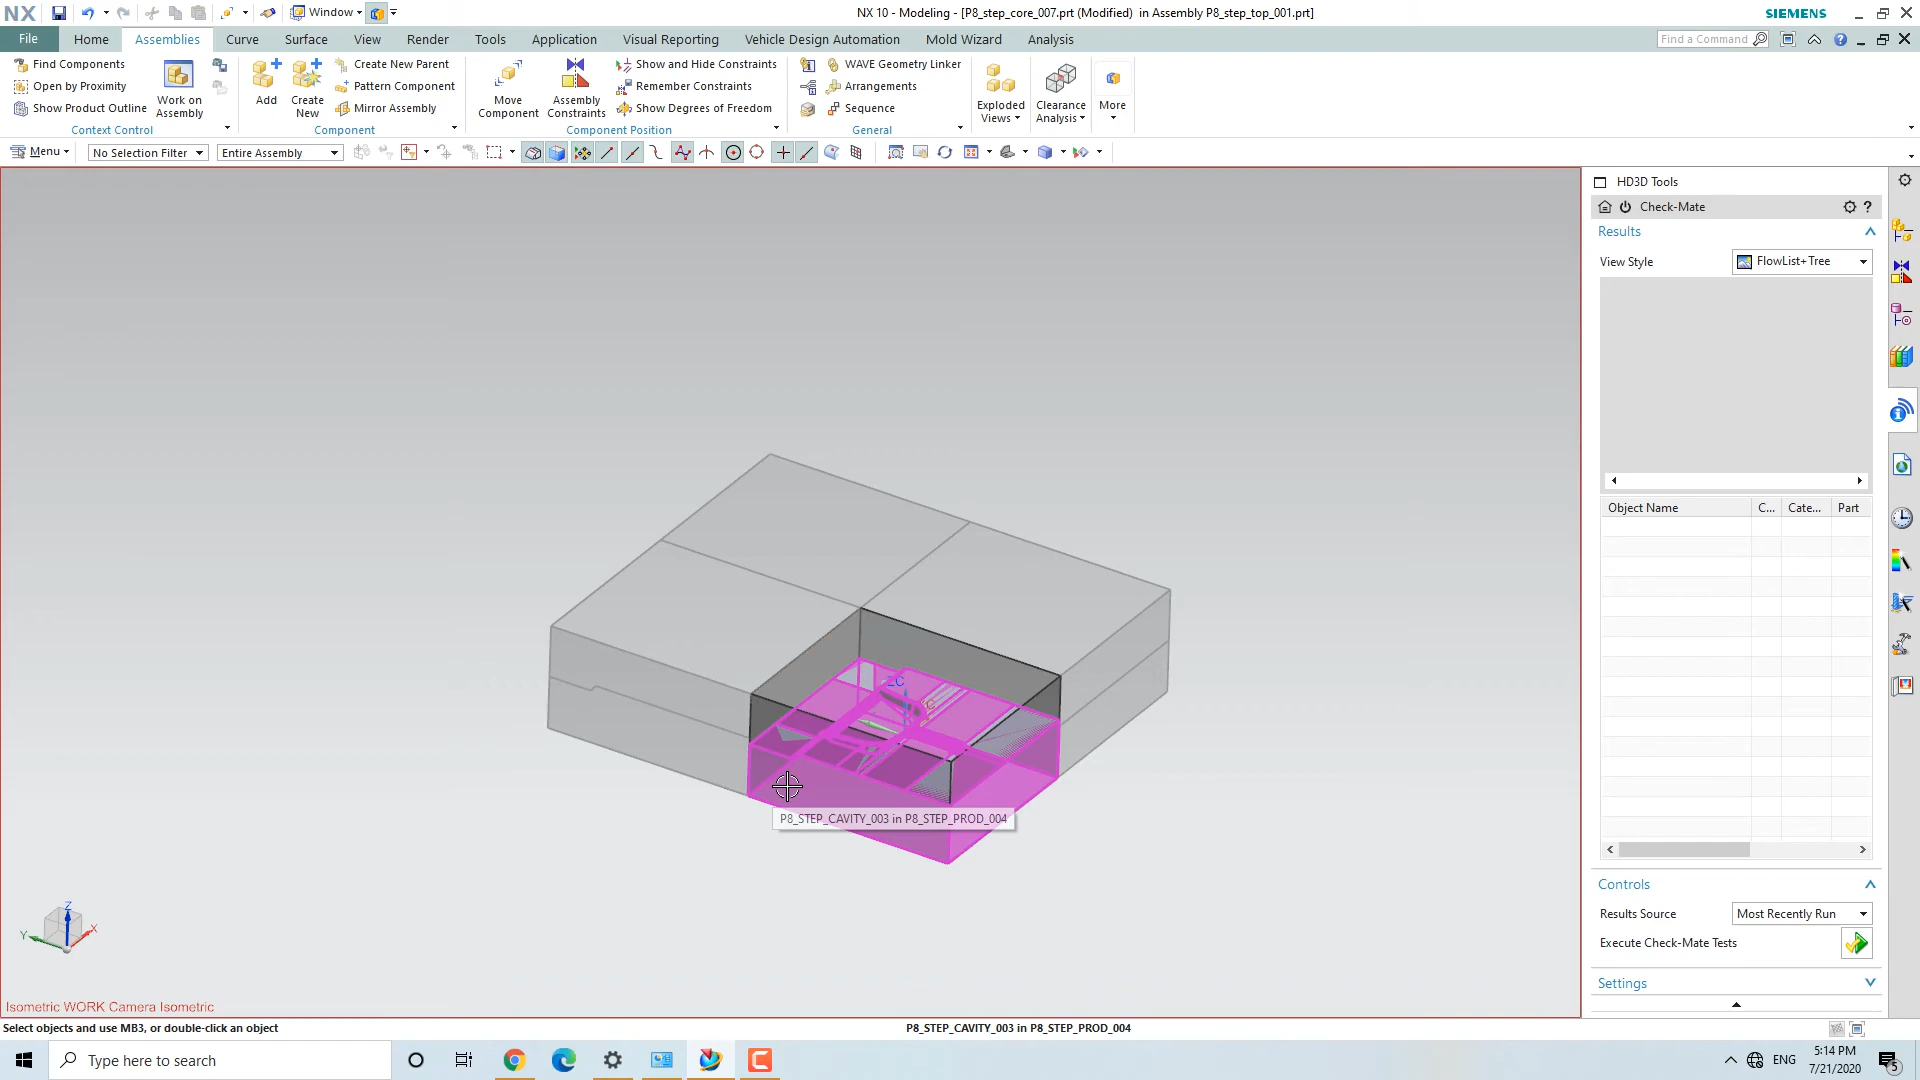 NX
Window
NX 10 - Modeling - [P8_step_core_007.prt (Modified) in Assembly P8_step_top_001.prt]
SIEMENS
File
Home
Assemblies
Curve
Surface
View
Render
Tools
Application
Visual Reporting
Vehicle Design Automation
Mold Wizard
Analysis
Find a Command
Find Components
Open by Proximity
Show Product Outline
Work on
Assembly
Context Control
Add
Create
New
Create New Parent
Pattern Component
Mirror Assembly
Component
Move
Component
Assembly
Constraints
Show and Hide Constraints
Remember Constraints
Show Degrees of Freedom
Component Position
WAVE Geometry Linker
Arrangements
Sequence
General
Exploded
Views
Clearance
Analysis
More
Menu
No Selection Filter
Entire Assembly
HD3D Tools
Check-Mate
Results
View Style
FlowList+Tree
Object Name
C...
Cate...
Part
Controls
Results Source
Most Recently Run
Execute Check-Mate Tests
Settings
ZC
P8_STEP_CAVITY_003 in P8_STEP_PROD_004
Z
Y
X
Isometric WORK Camera Isometric
Select objects and use MB3, or double-click an object
P8_STEP_CAVITY_003 in P8_STEP_PROD_004
Type here to search
ENG
5:14 PM
7/21/2020
5